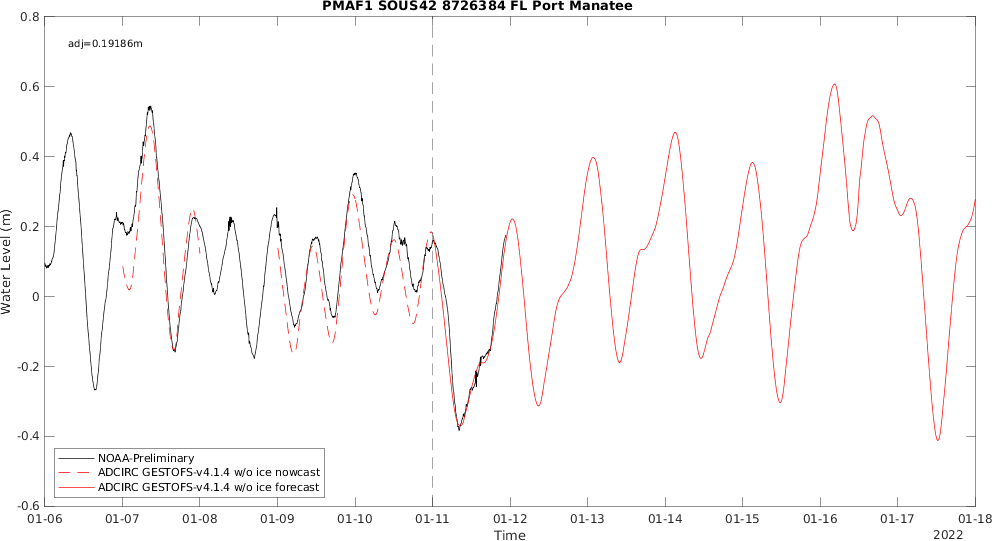 PMAF1 SOUS42 8726384 FL Port Manatee
adj=0.19186m
Water Level (m)
0.8
0.6
0.4
0.2
0
-0.2
-0.4
-0.6
NOAA-Preliminary
ADCIRC GESTOFS-v4.1.4 w/o ice nowcast
ADCIRC GESTOFS-v4.1.4 w/o ice forecast
01-06 01-07 01-08 01-09 01-10 01-11 01-12 01-13 01-14 01-15 01-16 01-17 01-18
Time
2022